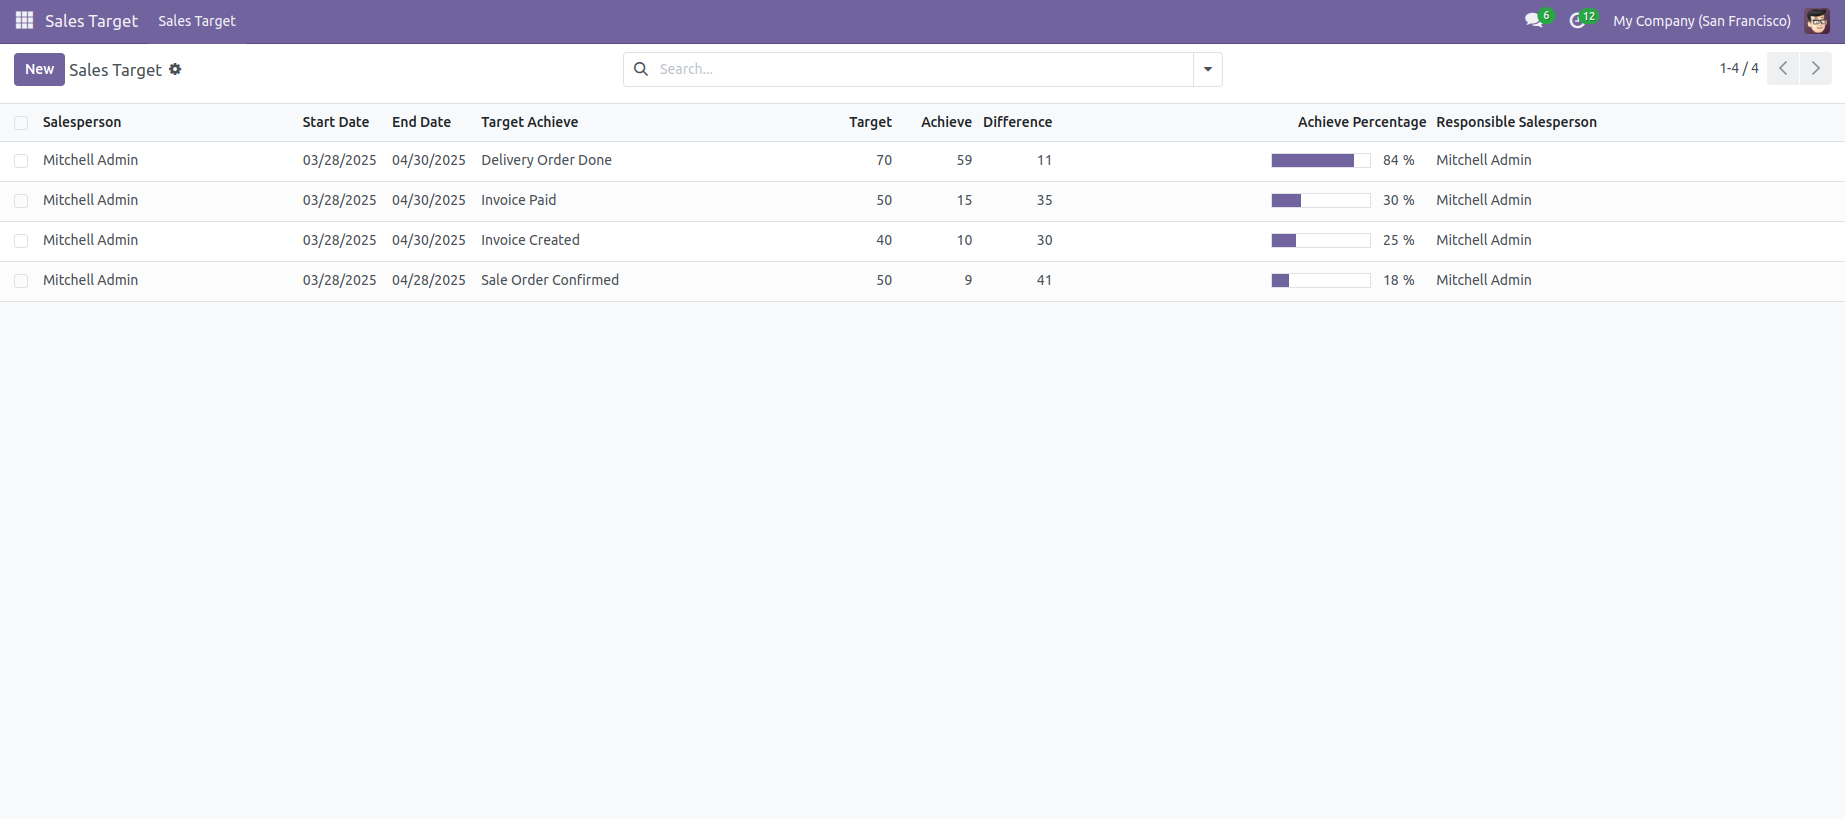 Sales Target Sales Target 6 12 My Company (San Francisco)
New Sales Target Search... 1-4 / 4
Salesperson Start Date End Date Target Achieve Target Achieve Difference Achieve Percentage Responsible Salesperson
Mitchell Admin 03/28/2025 04/30/2025 Delivery Order Done 70 59 11 84 % Mitchell Admin
Mitchell Admin 03/28/2025 04/30/2025 Invoice Paid 50 15 35 30 % Mitchell Admin
Mitchell Admin 03/28/2025 04/30/2025 Invoice Created 40 10 30 25 % Mitchell Admin
Mitchell Admin 03/28/2025 04/28/2025 Sale Order Confirmed 50 9 41 18 % Mitchell Admin